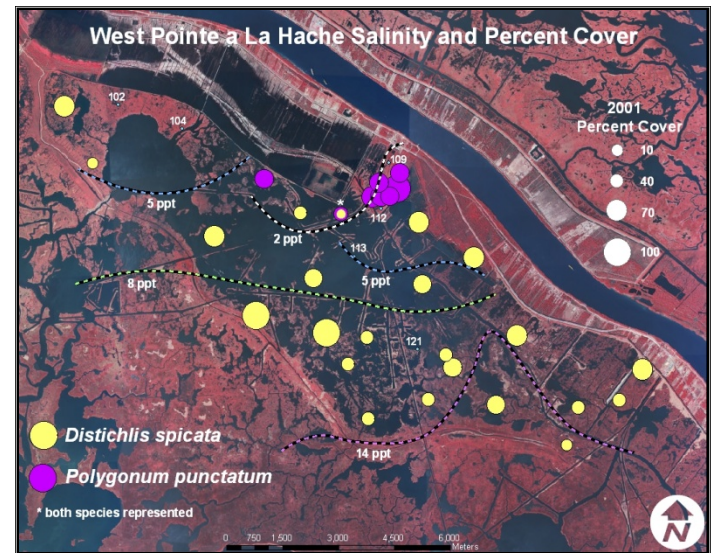 West Pointe a La Hache Salinity and Percent Cover
2001
Percent Cover
10
40
70
100
102
104
109
*
112
113
121
5 ppt
2 ppt
5 ppt
8 ppt
14 ppt
Distichlis spicata
Polygonum punctatum
* both species represented
0 750 1,500 3,000 4,500 6,000
Meters
N